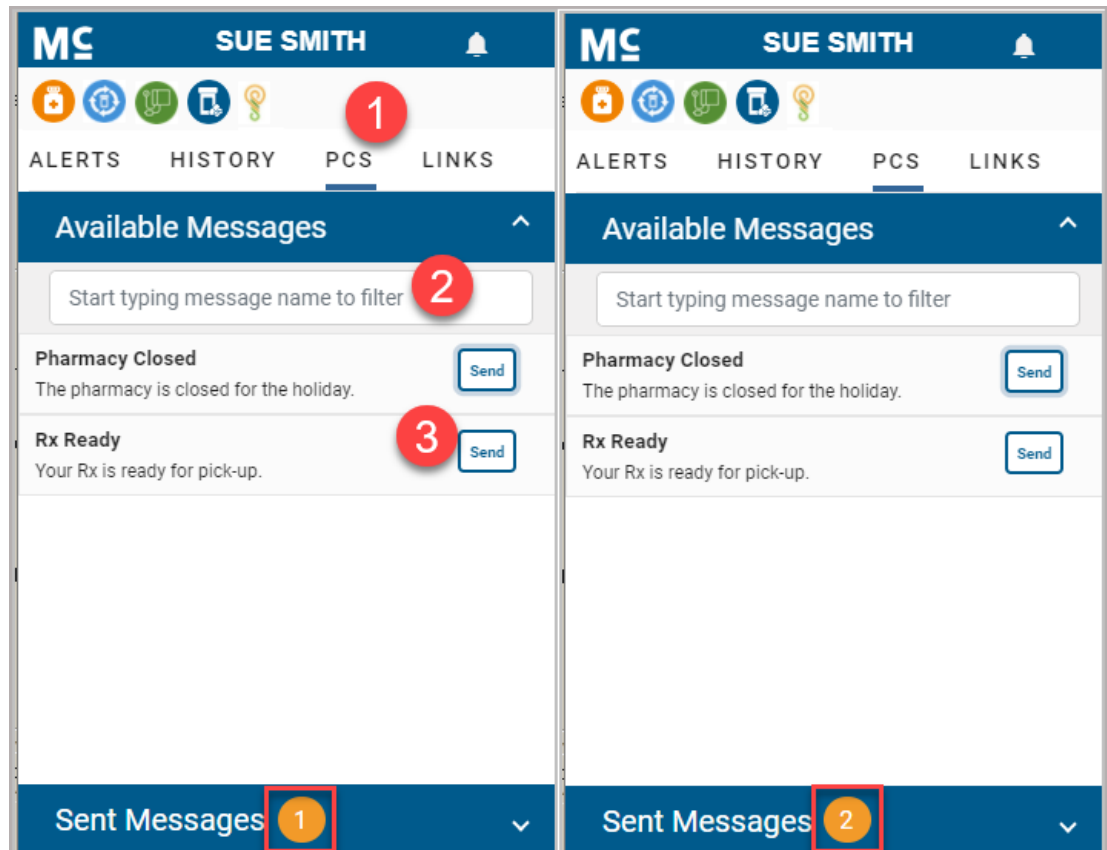 MC SUE SMITH
1
ALERTS HISTORY PCS LINKS
Available Messages
Start typing message name to filter 2
Pharmacy Closed
Send
The pharmacy is closed for the holiday.
Rx Ready
3 Send
Your Rx is ready for pick-up.
Sent Messages 1
MC SUE SMITH
ALERTS HISTORY PCS LINKS
Available Messages
Start typing message name to filter
Pharmacy Closed
Send
The pharmacy is closed for the holiday.
Rx Ready
Send
Your Rx is ready for pick-up.
Sent Messages 2